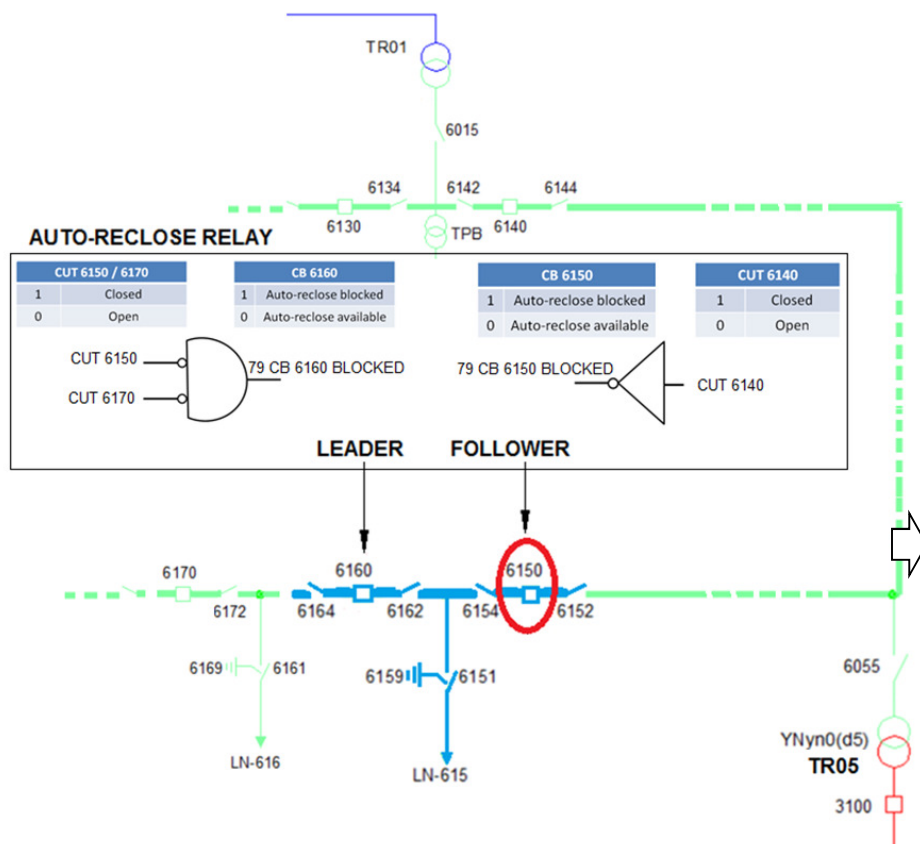 TR01
6015
6134
6142
6144
6130
TPB
6140
AUTO-RECLOSE RELAY
CUT 6150 / 6170
1 Closed
0 Open
CB 6160
1 Auto-reclose blocked
0 Auto-reclose available
CB 6150
1 Auto-reclose blocked
0 Auto-reclose available
CUT 6140
1 Closed
0 Open
CUT 6150
CUT 6170
79 CB 6160 BLOCKED
79 CB 6150 BLOCKED
CUT 6140
LEADER
FOLLOWER
6170
6160
6150
6172
6164
6162
6154
6152
6169
6161
6159
6151
6055
LN-616
LN-615
YNyn0(d5)
TR05
3100